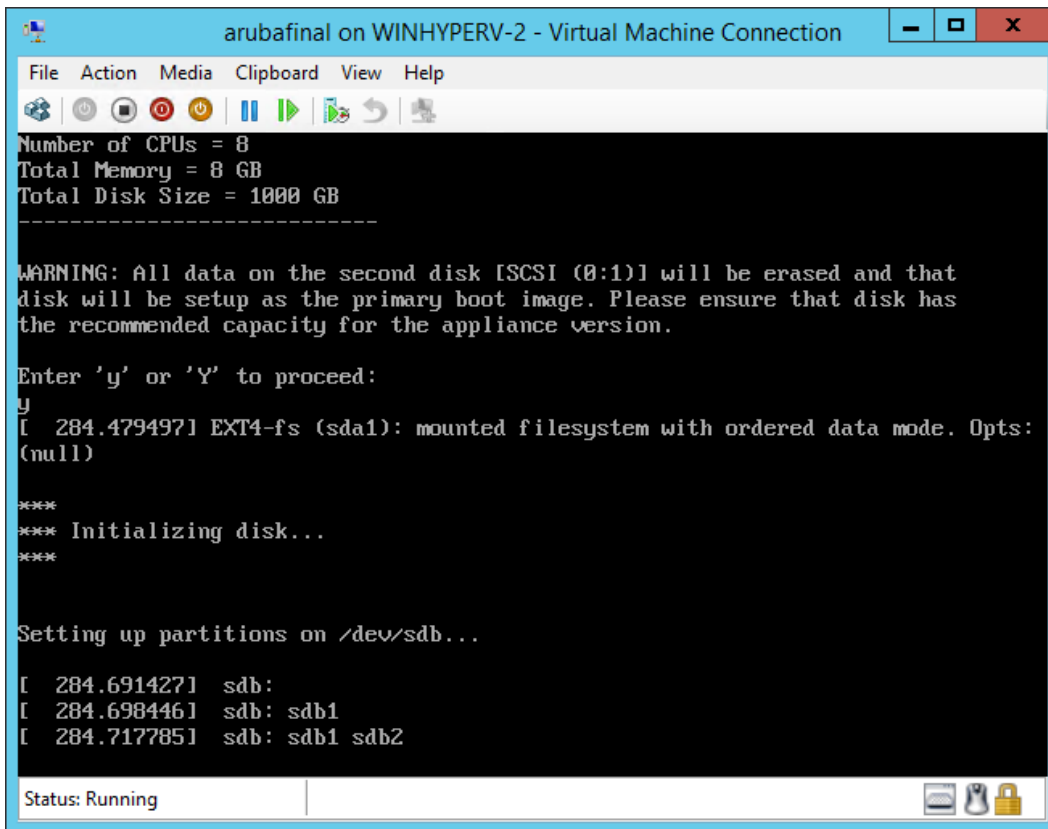 arubafinal on WINHYPERV-2 - Virtual Machine Connection
File Action Media Clipboard View Help
Number of CPUs = 8
Total Memory = 8 GB
Total Disk Size = 1000 GB
----------------------------
WARNING: All data on the second disk [SCSI (0:1)] will be erased and that
disk will be setup as the primary boot image. Please ensure that disk has
the recommended capacity for the appliance version.
Enter 'y' or 'Y' to proceed:
y
[  284.479497] EXT4-fs (sda1): mounted filesystem with ordered data mode. Opts:
(null)
***
*** Initializing disk...
***
Setting up partitions on /dev/sdb...
[  284.691427]  sdb:
[  284.698446]  sdb: sdb1
[  284.717785]  sdb: sdb1 sdb2
Status: Running